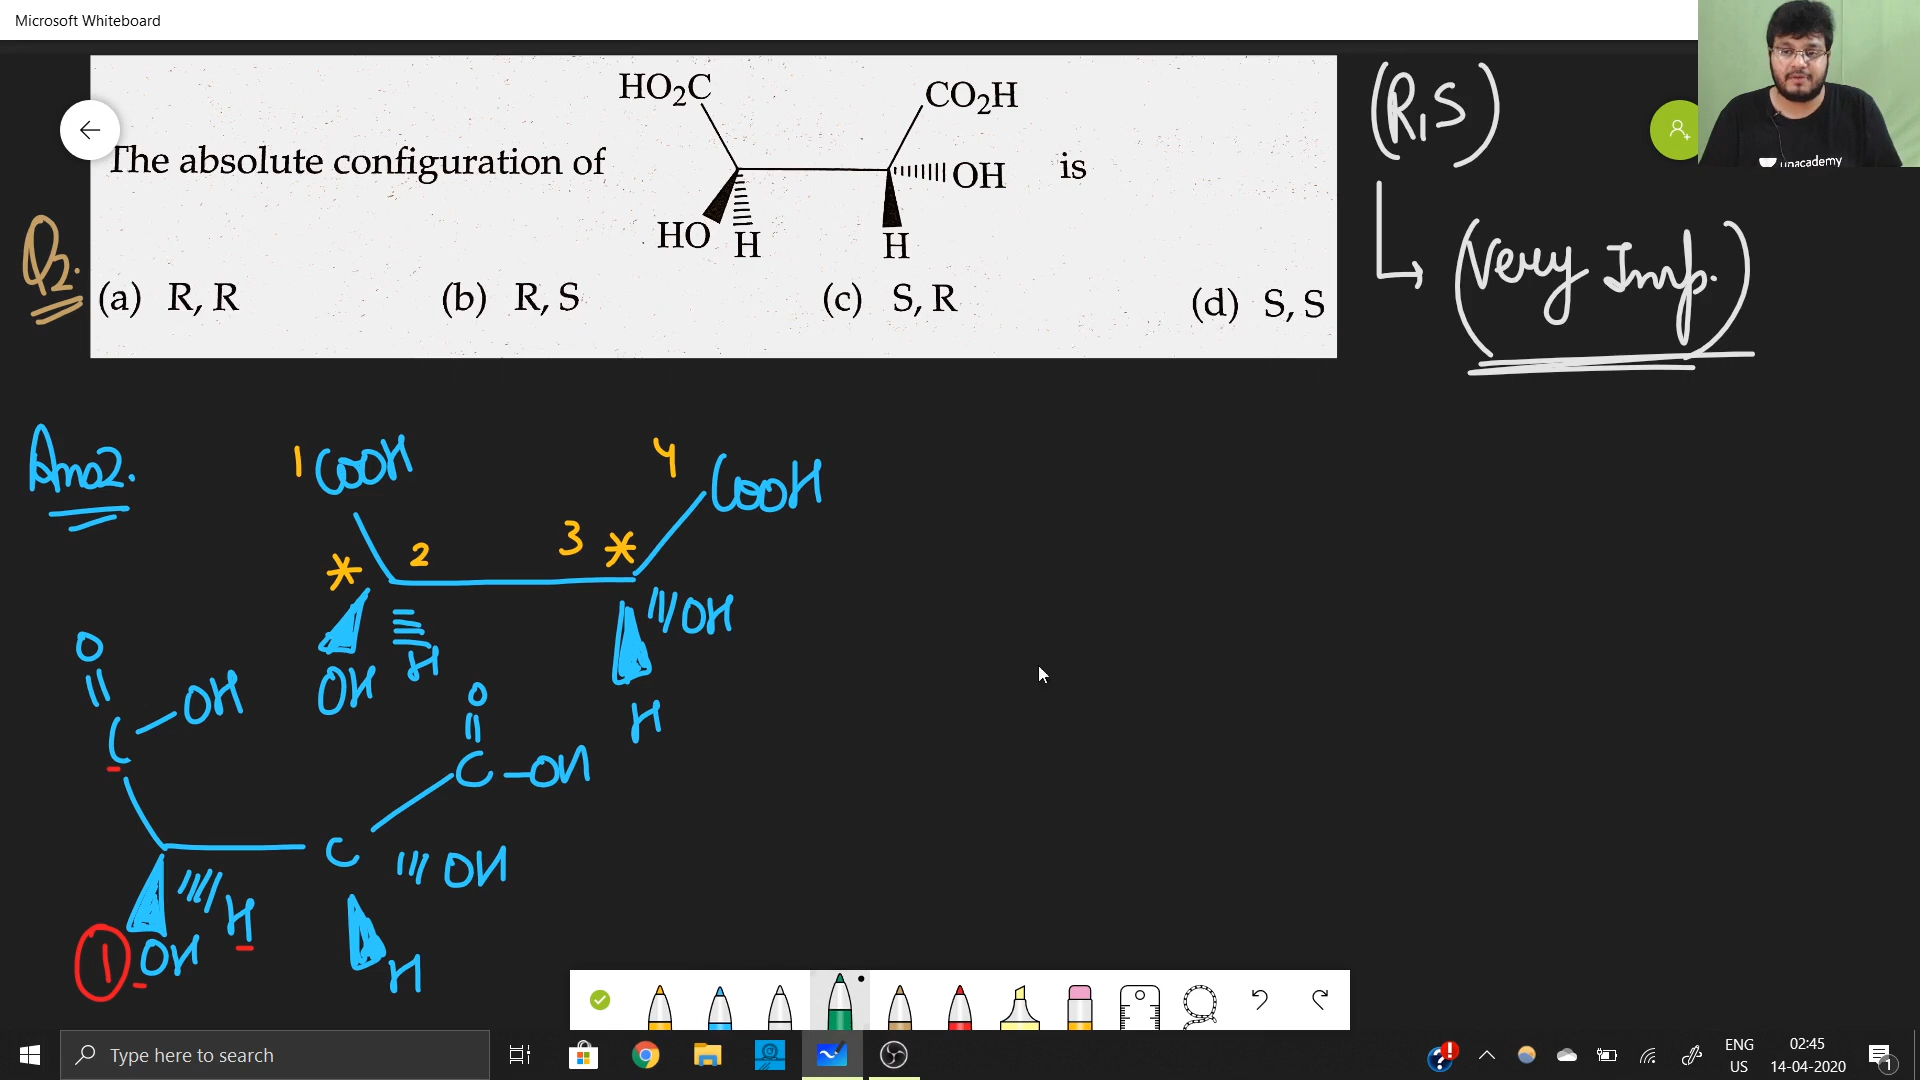 Microsoft Whiteboard
The absolute configuration of
HO2C
CO2H
OH
HO
H
H
is
(a) R, R
(b) R, S
(c) S, R
(d) S, S
Q2.
(R,S)
(Very Imp.)
unacademy
Ans2.
1 COOH
4 COOH
* 2
3 *
OH
H
OH
H
O
C
OH
O
C
OH
C
OH
H
1 OH
H
Type here to search
ENG
US
02:45
14-04-2020
1